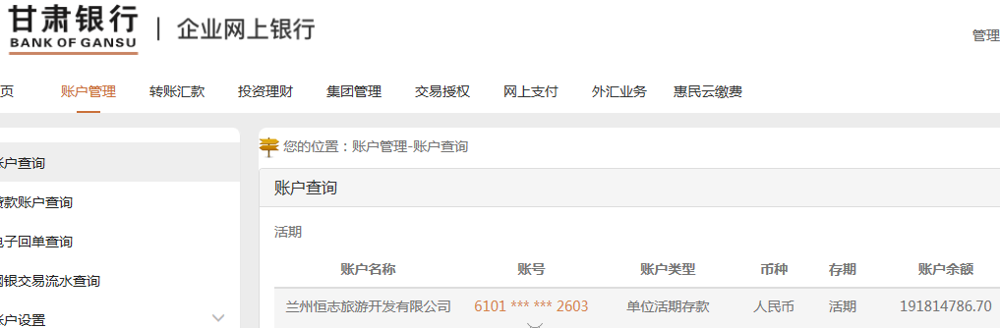 甘肃银行 | 企业网上银行
BANK OF GANSU
管理
页 账户管理 转账汇款 投资理财 集团管理 交易授权 网上支付 外汇业务 惠民云缴费
账户查询
贷款账户查询
电子回单查询
网银交易流水查询
账户设置
您的位置：账户管理-账户查询
账户查询
活期
账户名称 账号 账户类型 币种 存期 账户余额
兰州恒志旅游开发有限公司 6101 *** *** 2603 单位活期存款 人民币 活期 191814786.70